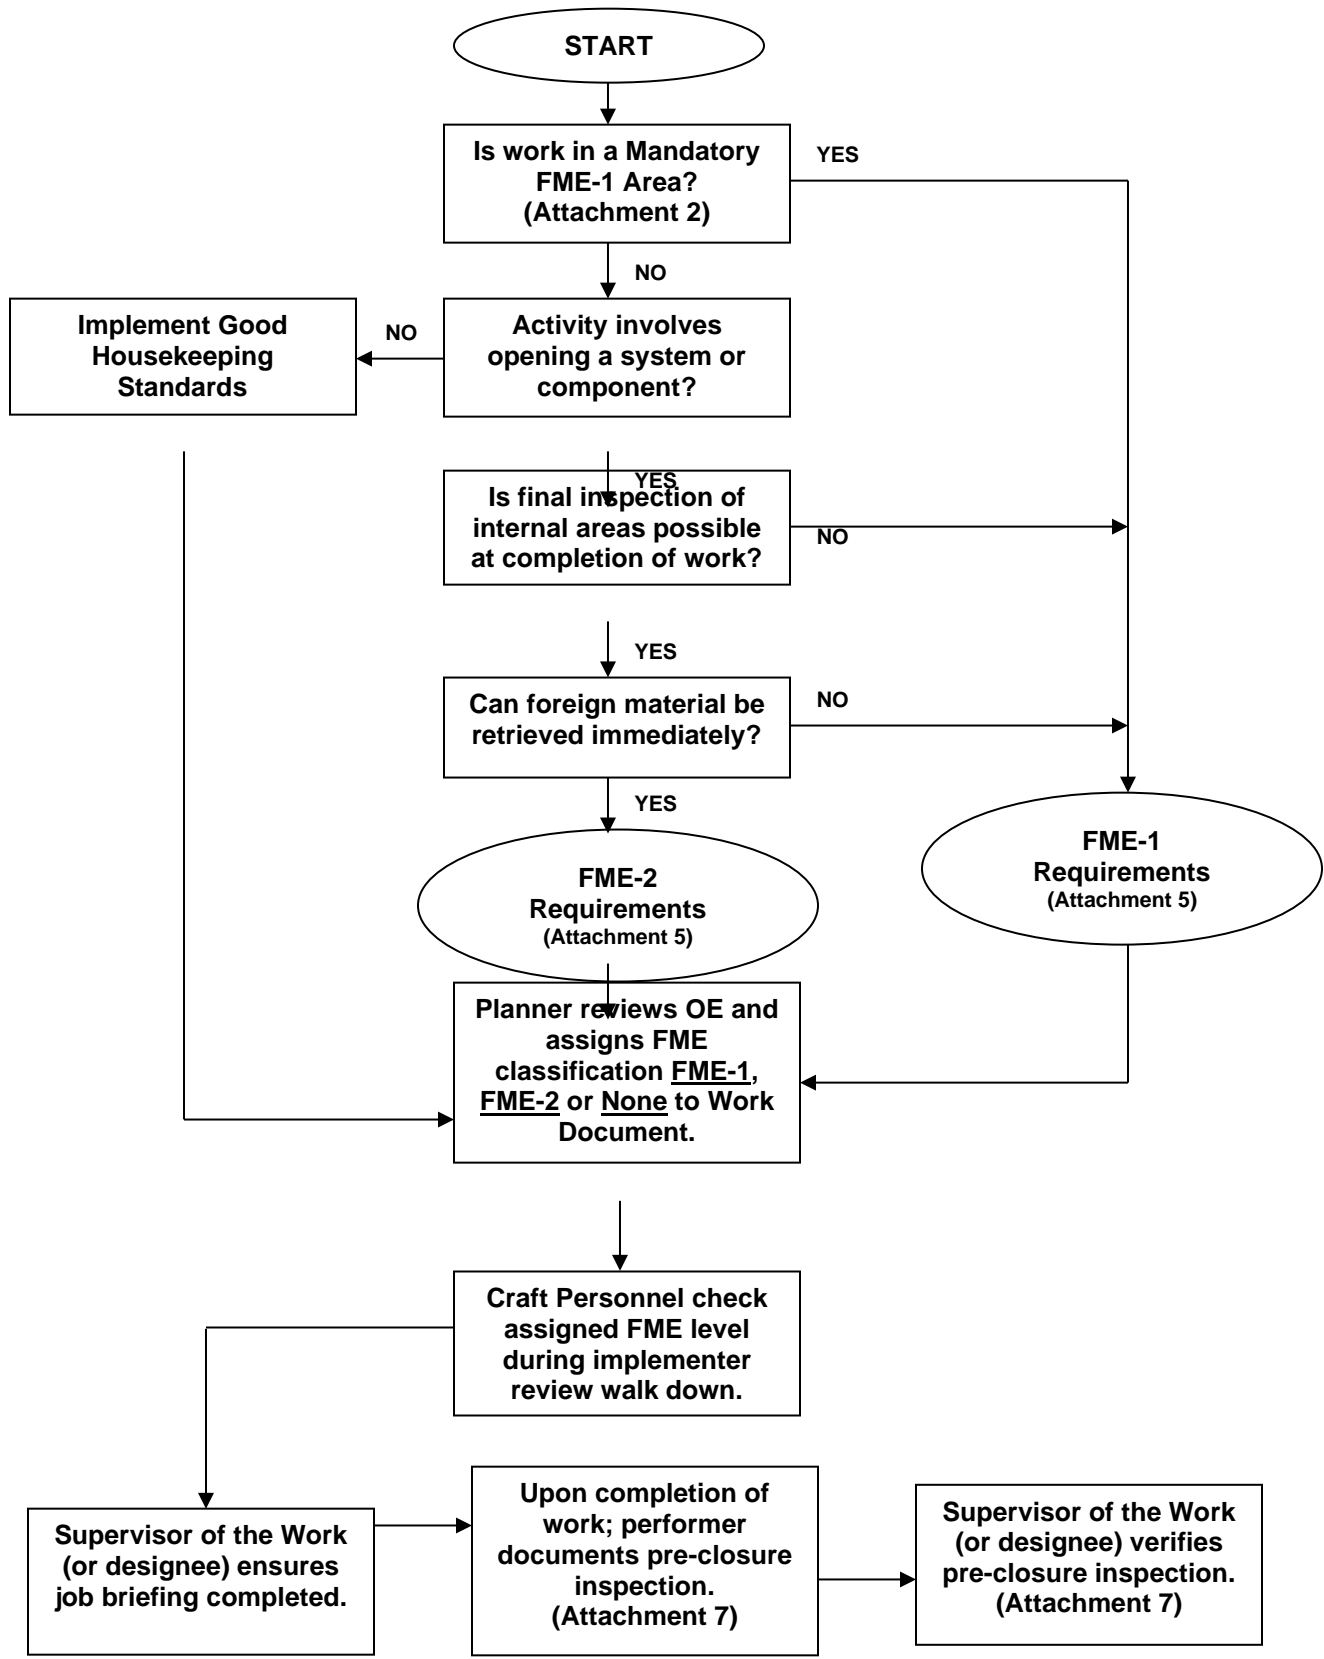 START
Is work in a Mandatory
FME-1 Area?
(Attachment 2)
YES
NO
Implement Good
Housekeeping
Standards
NO
Activity involves
opening a system or
component?
YES
Is final inspection of
internal areas possible
at completion of work?
NO
YES
Can foreign material be
retrieved immediately?
NO
YES
FME-2
Requirements
(Attachment 5)
FME-1
Requirements
(Attachment 5)
Planner reviews OE and
assigns FME
classification FME-1,
FME-2 or None to Work
Document.
Craft Personnel check
assigned FME level
during implementer
review walk down.
Supervisor of the Work
(or designee) ensures
job briefing completed.
Upon completion of
work; performer
documents pre-closure
inspection.
(Attachment 7)
Supervisor of the Work
(or designee) verifies
pre-closure inspection.
(Attachment 7)